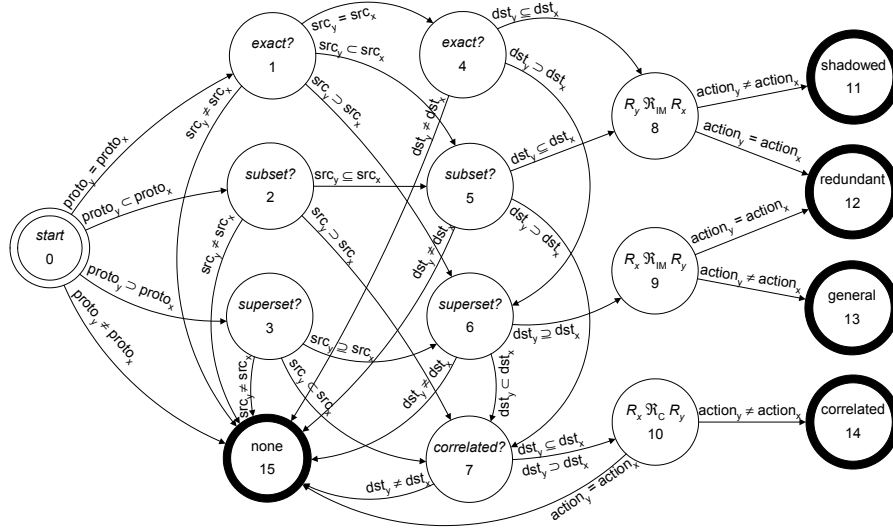 exact?
1
exact?
4
subset?
2
subset?
5
start
0
superset?
3
superset?
6
none
15
correlated?
7
R_y ℜ_IM R_x
8
R_x ℜ_IM R_y
9
R_x ℜ_C R_y
10
shadowed
11
redundant
12
general
13
correlated
14
proto_y = proto_x
proto_y ⊂ proto_x
proto_y ⊃ proto_x
proto_y ≠ proto_x
src_y = src_x
src_y ⊂ src_x
src_y ⊃ src_x
src_y ≠ src_x
src_y ⊆ src_x
src_y ⊃ src_x
src_y ≠ src_x
src_y ⊇ src_x
src_y ⊂ src_x
src_y ≠ src_x
dst_y ⊆ dst_x
dst_y ⊃ dst_x
dst_y ≠ dst_x
dst_y ⊆ dst_x
dst_y ⊃ dst_x
dst_y ≠ dst_x
dst_y ⊇ dst_x
dst_y ⊂ dst_x
dst_y ≠ dst_x
dst_y ⊆ dst_x
dst_y ⊃ dst_x
dst_y ≠ dst_x
action_y ≠ action_x
action_y = action_x
action_y = action_x
action_y ≠ action_x
action_y ≠ action_x
action_y = action_x